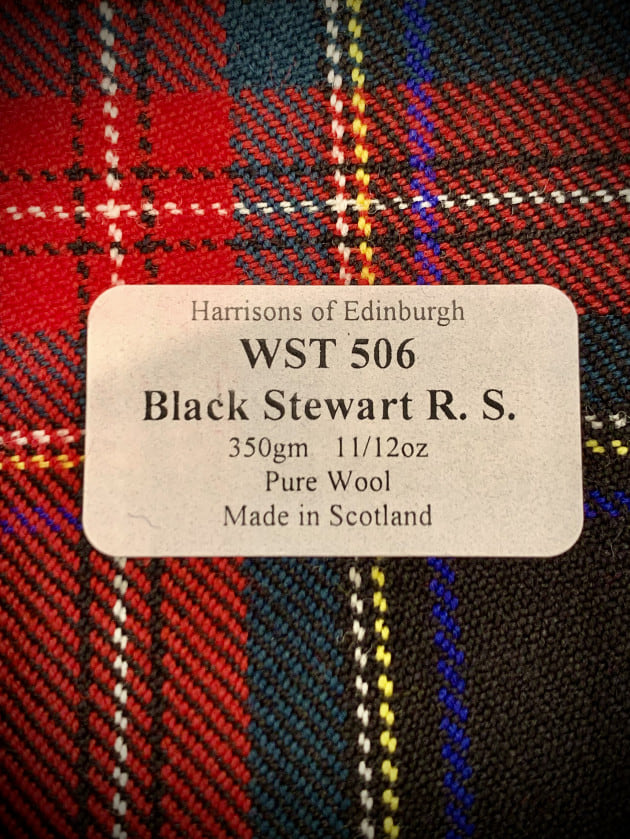 Harrisons of Edinburgh
WST 506
Black Stewart R. S.
350gm 11/12oz
Pure Wool
Made in Scotland